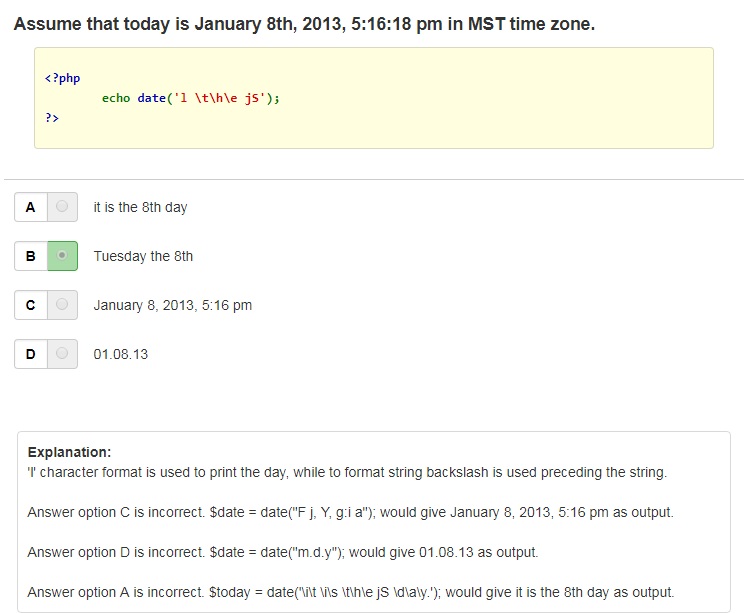 Assume that today is January 8th, 2013, 5:16:18 pm in MST time zone.
<?php
echo date('l \t\h\e jS');
?>
A it is the 8th day
B Tuesday the 8th
C January 8, 2013, 5:16 pm
D 01.08.13
Explanation:
'l' character format is used to print the day, while to format string backslash is used preceding the string.
Answer option C is incorrect. $date = date("F j, Y, g:i a"); would give January 8, 2013, 5:16 pm as output.
Answer option D is incorrect. $date = date("m.d.y"); would give 01.08.13 as output.
Answer option A is incorrect. $today = date('\i\t \i\s \t\h\e jS \d\a\y.'); would give it is the 8th day as output.